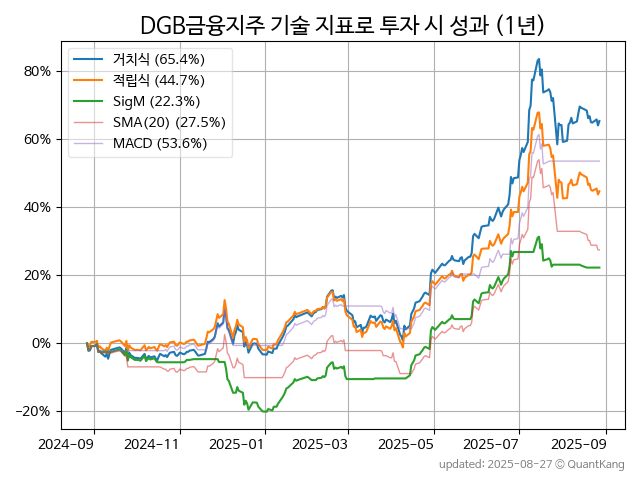 DGB금융지주 기술 지표로 투자 시 성과 (1년)
거치식 (65.4%)
적립식 (44.7%)
SigM (22.3%)
SMA(20) (27.5%)
MACD (53.6%)
80%
60%
40%
20%
0%
−20%
2024-09 2024-11 2025-01 2025-03 2025-05 2025-07 2025-09
updated: 2025-08-27 ⓒ QuantKang